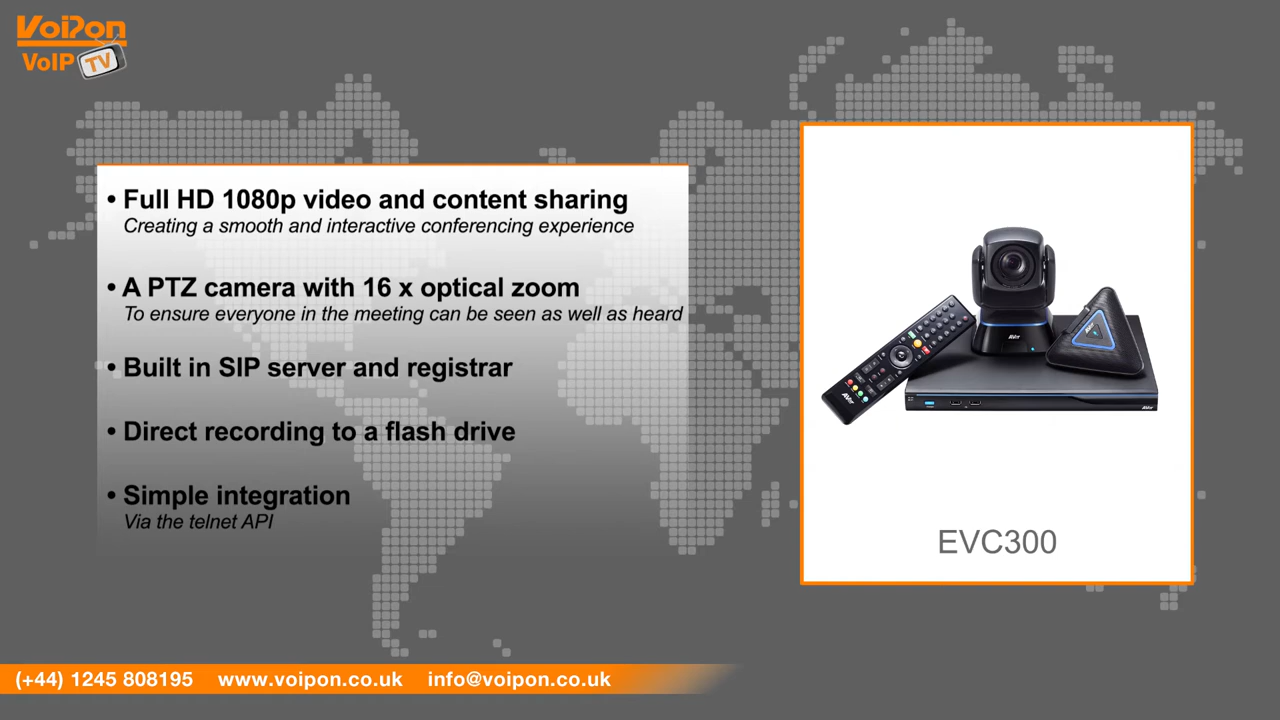 VoiPon
VoIP TV
• Full HD 1080p video and content sharing
Creating a smooth and interactive conferencing experience
• A PTZ camera with 16 x optical zoom
To ensure everyone in the meeting can be seen as well as heard
• Built in SIP server and registrar
• Direct recording to a flash drive
• Simple integration
Via the telnet API
AVer
AVer
AVer
EVC300
(+44) 1245 808195 www.voipon.co.uk info@voipon.co.uk